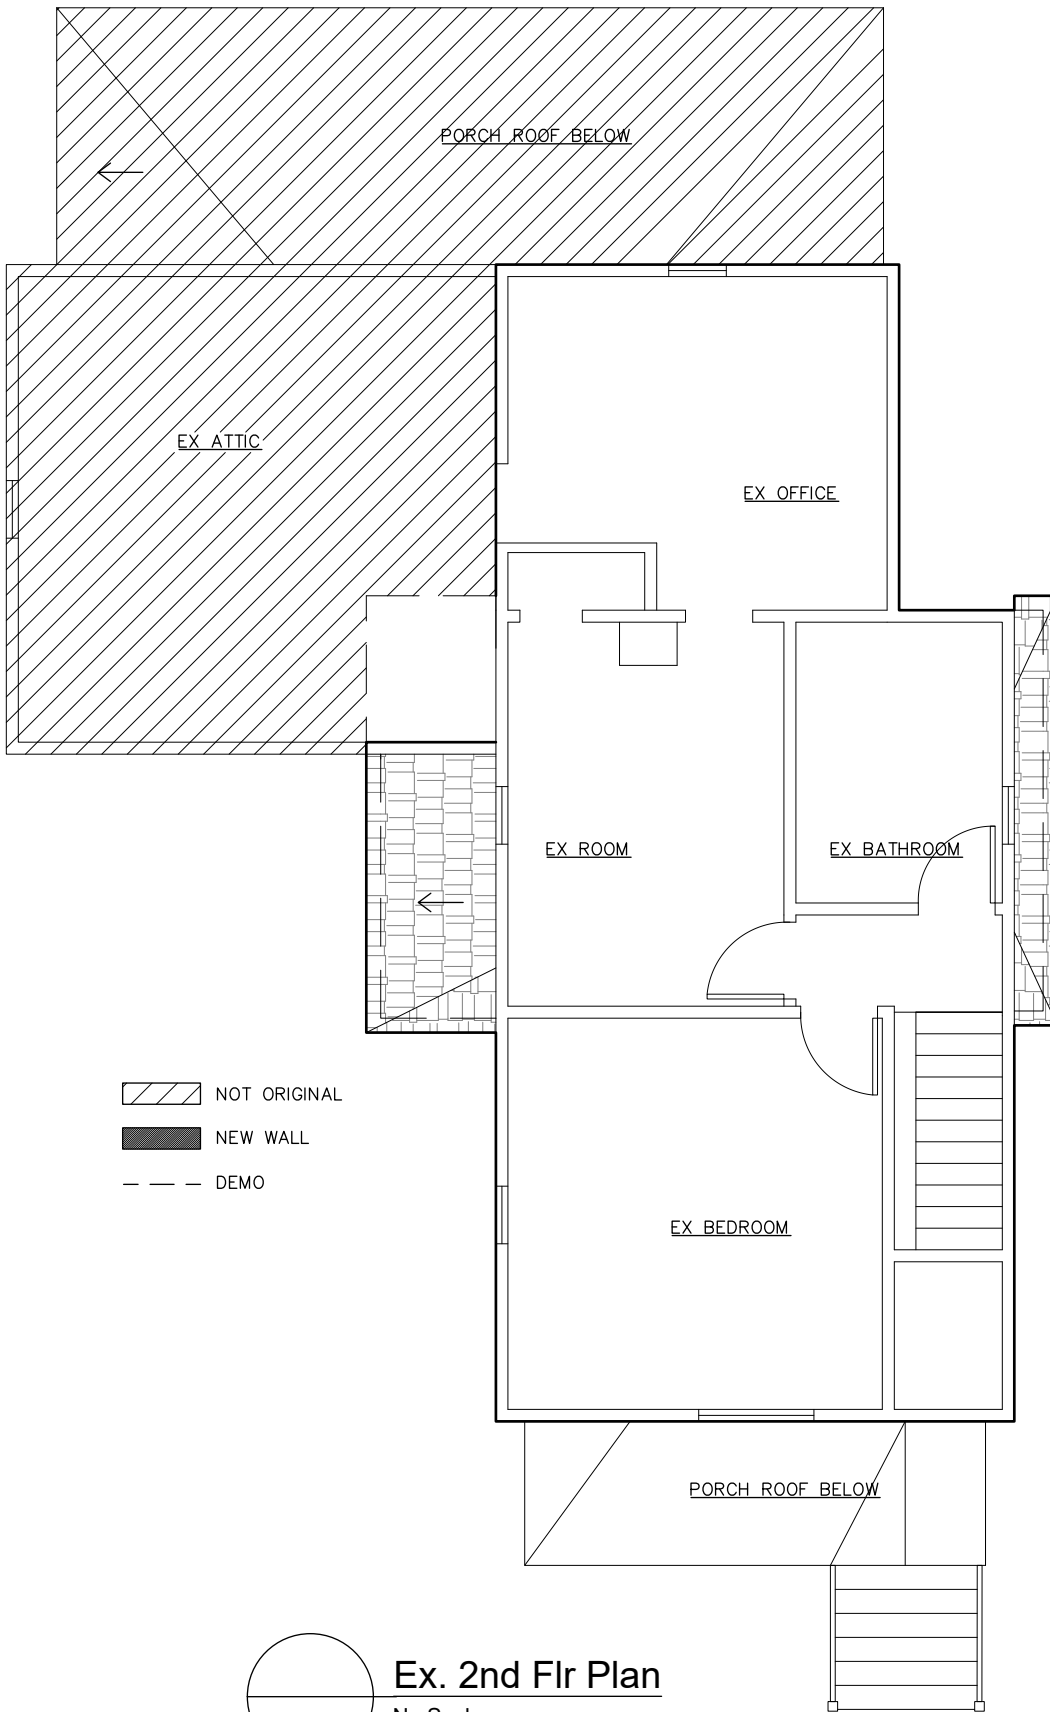 PORCH ROOF BELOW
EX ATTIC
EX OFFICE
EX ROOM
EX BATHROOM
NOT ORIGINAL
NEW WALL
DEMO
EX BEDROOM
PORCH ROOF BELOW
Ex. 2nd Flr Plan